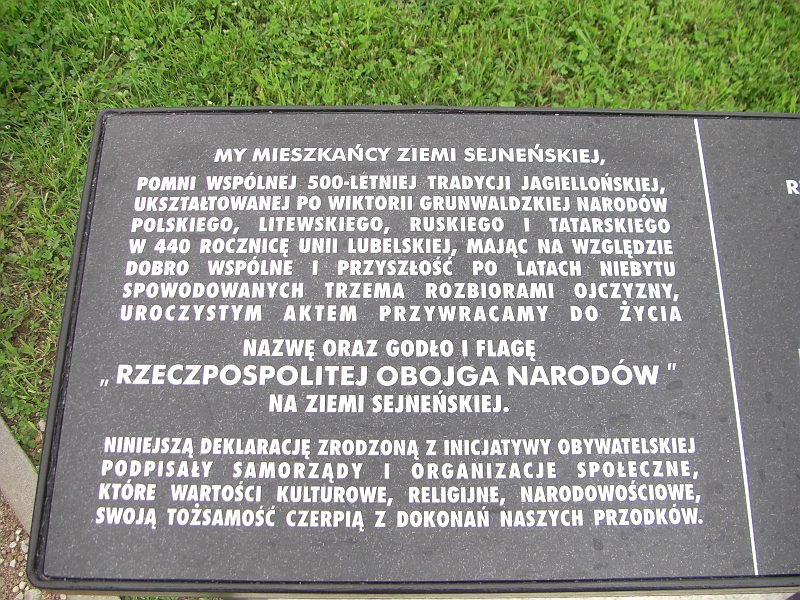 MY MIESZKAŃCY ZIEMI SEJNEŃSKIEJ,
POMNI WSPÓLNEJ 500-LETNIEJ TRADYCJI JAGIELLOŃSKIEJ,
UKSZTAŁTOWANEJ PO WIKTORII GRUNWALDZKIEJ NARODÓW
POLSKIEGO, LITEWSKIEGO, RUSKIEGO I TATARSKIEGO
W 440 ROCZNICĘ UNII LUBELSKIEJ, MAJĄC NA WZGLĘDZIE
DOBRO WSPÓLNE I PRZYSZŁOŚĆ PO LATACH NIEBYTU
SPOWODOWANYCH TRZEMA ROZBIORAMI OJCZYZNY,
UROCZYSTYM AKTEM PRZYWRACAMY DO ŻYCIA
NAZWĘ ORAZ GODŁO I FLAGĘ
„RZECZPOSPOLITEJ OBOJGA NARODÓW"
NA ZIEMI SEJNEŃSKIEJ.
NINIEJSZĄ DEKLARACJĘ ZRODZONĄ Z INICJATYWY OBYWATELSKIEJ
PODPISAŁY SAMORZĄDY I ORGANIZACJE SPOŁECZNE,
KTÓRE WARTOŚCI KULTUROWE, RELIGIJNE, NARODOWOŚCIOWE,
SWOJĄ TOŻSAMOŚĆ CZERPIĄ Z DOKONAŃ NASZYCH PRZODKÓW.